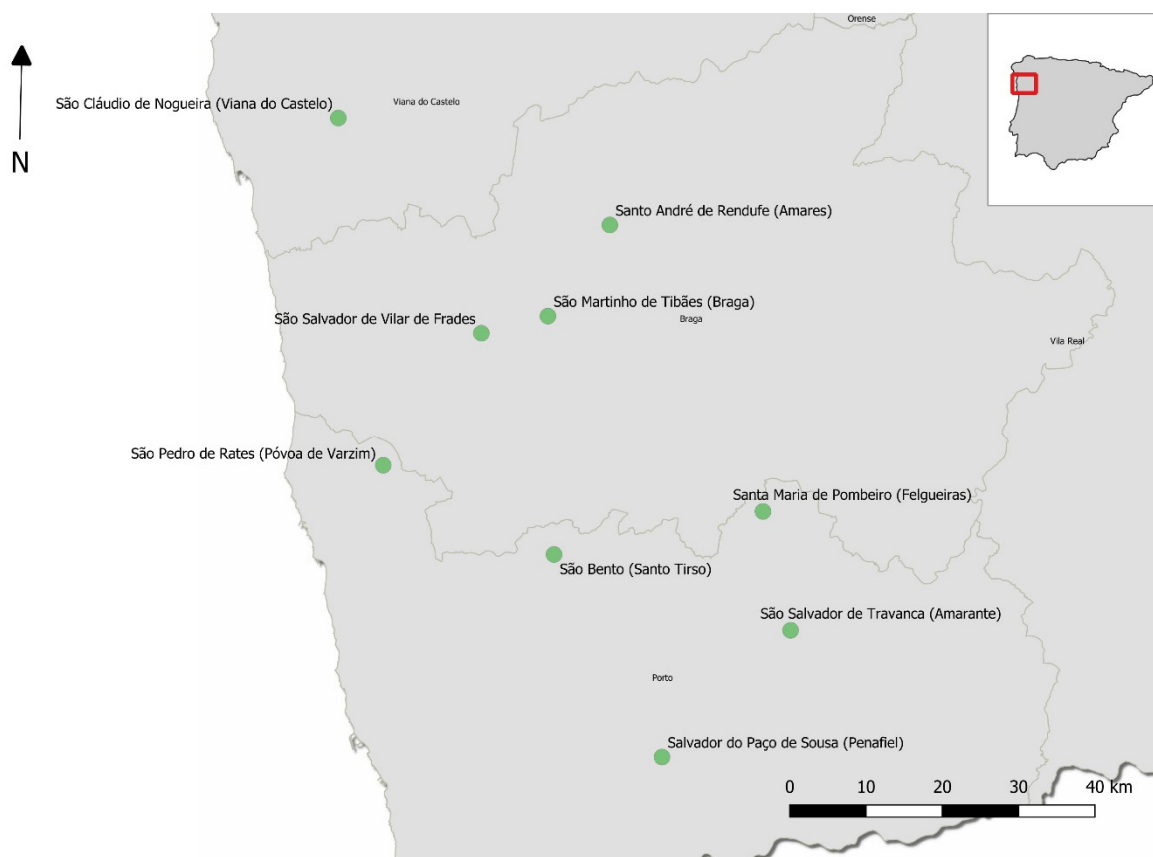 Orense
São Cláudio de Nogueira (Viana do Castelo)
Viana do Castelo
N
Santo André de Rendufe (Amares)
São Martinho de Tibães (Braga)
São Salvador de Vilar de Frades
Braga
Vila Real
São Pedro de Rates (Póvoa de Varzim)
Santa Maria de Pombeiro (Felgueiras)
São Bento (Santo Tirso)
São Salvador de Travanca (Amarante)
Porto
Salvador do Paço de Sousa (Penafiel)
0 10 20 30 40 km